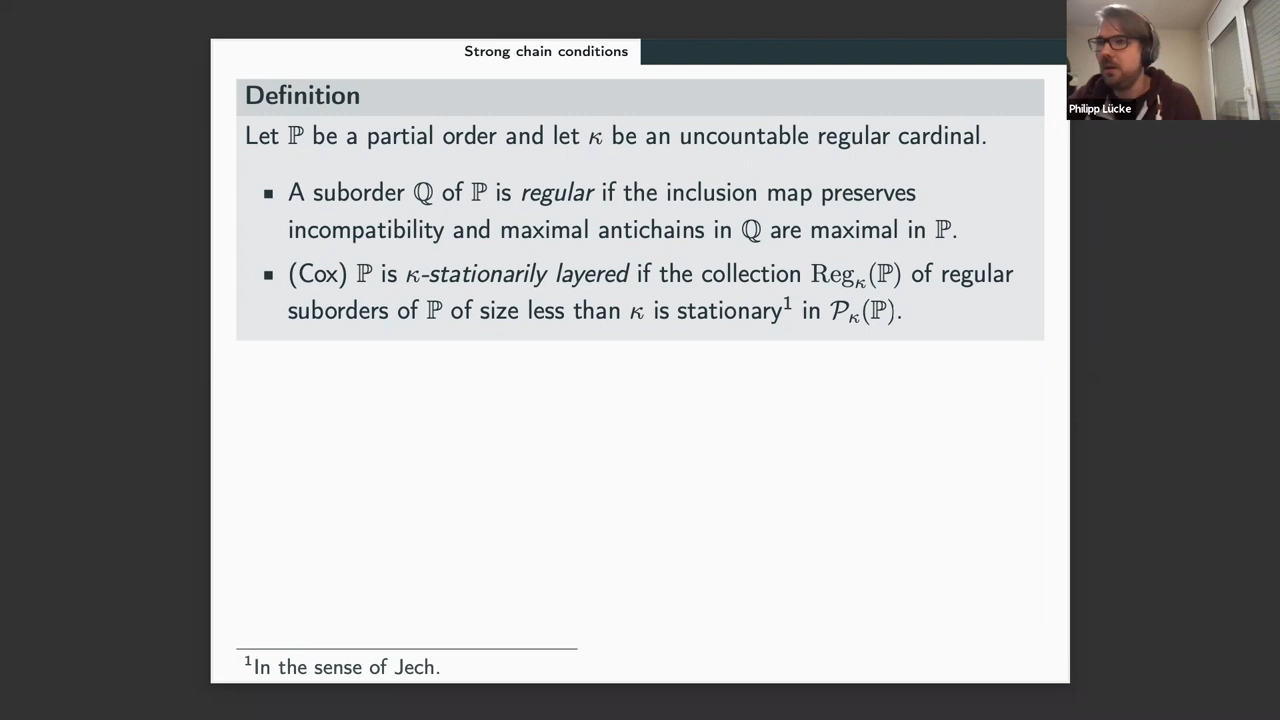 Strong chain conditions
Philipp Lücke
Definition
Let ℙ be a partial order and let κ be an uncountable regular cardinal.
▪ A suborder ℚ of ℙ is regular if the inclusion map preserves
incompatibility and maximal antichains in ℚ are maximal in ℙ.
▪ (Cox) ℙ is κ-stationarily layered if the collection Reg_κ(ℙ) of regular
suborders of ℙ of size less than κ is stationary¹ in 𝒫_κ(ℙ).
¹In the sense of Jech.